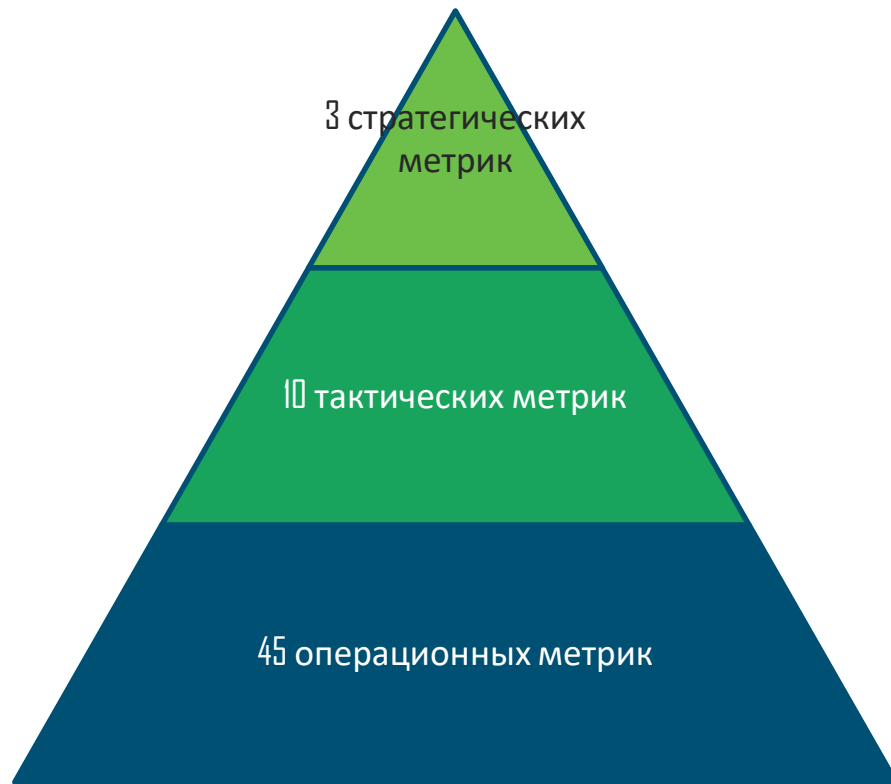 3 стратегических
метрик
10 тактических метрик
45 операционных метрик